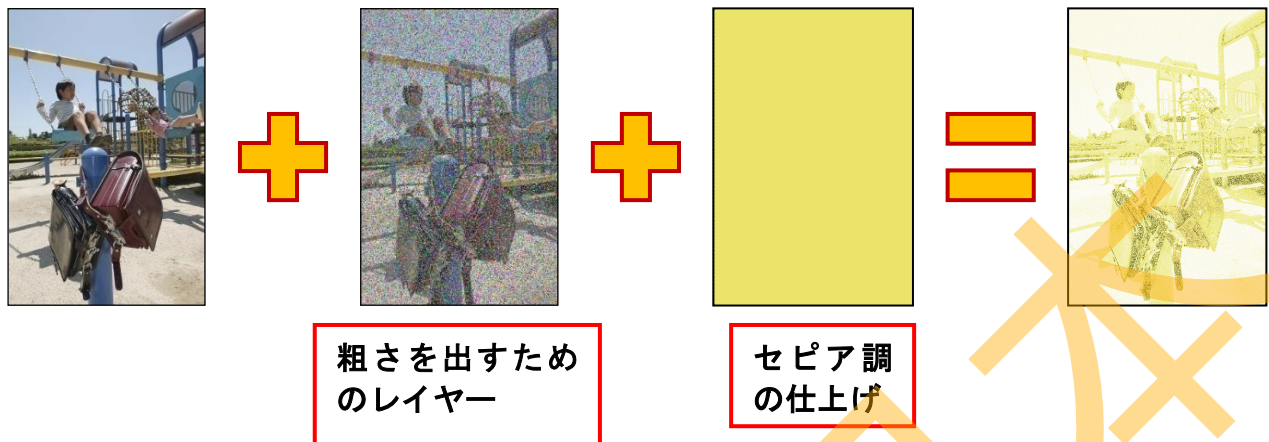 粗さを出すため
のレイヤー
セピア調
の仕上げ